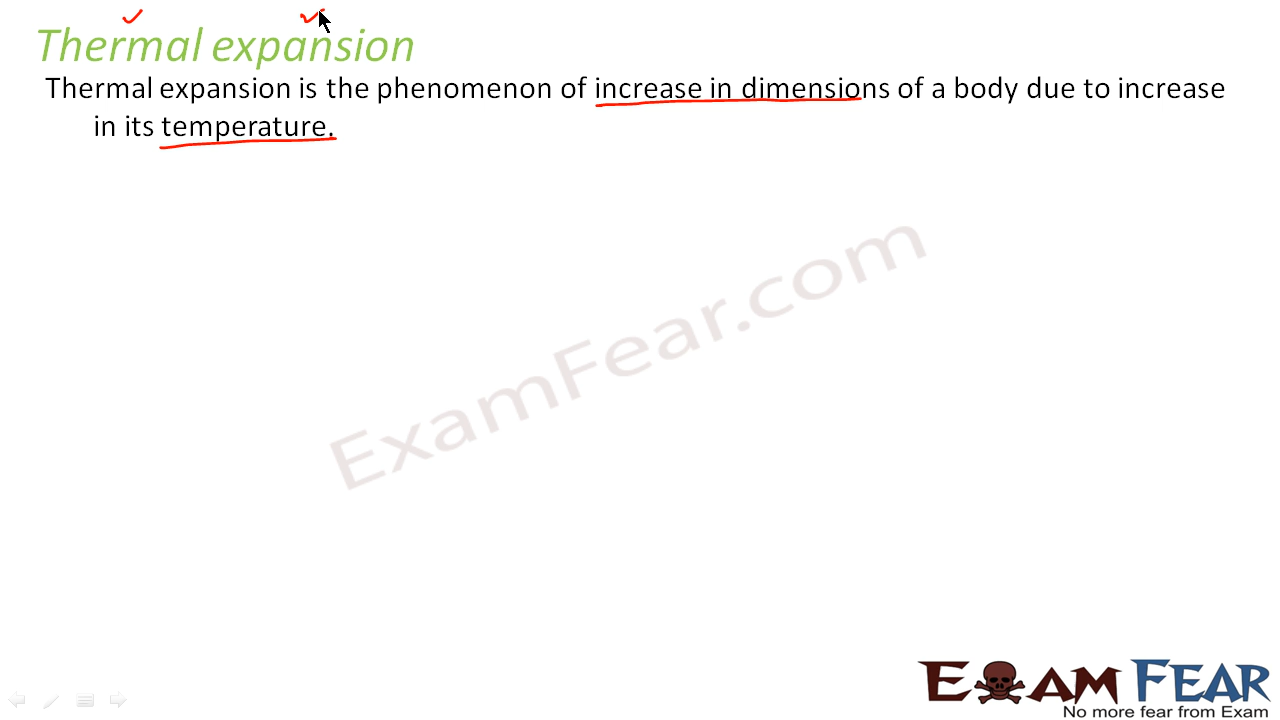 Thermal expansion
Thermal expansion is the phenomenon of increase in dimensions of a body due to increase
in its temperature.
ExamFear.com
EXAM FEAR
No more fear from Exam